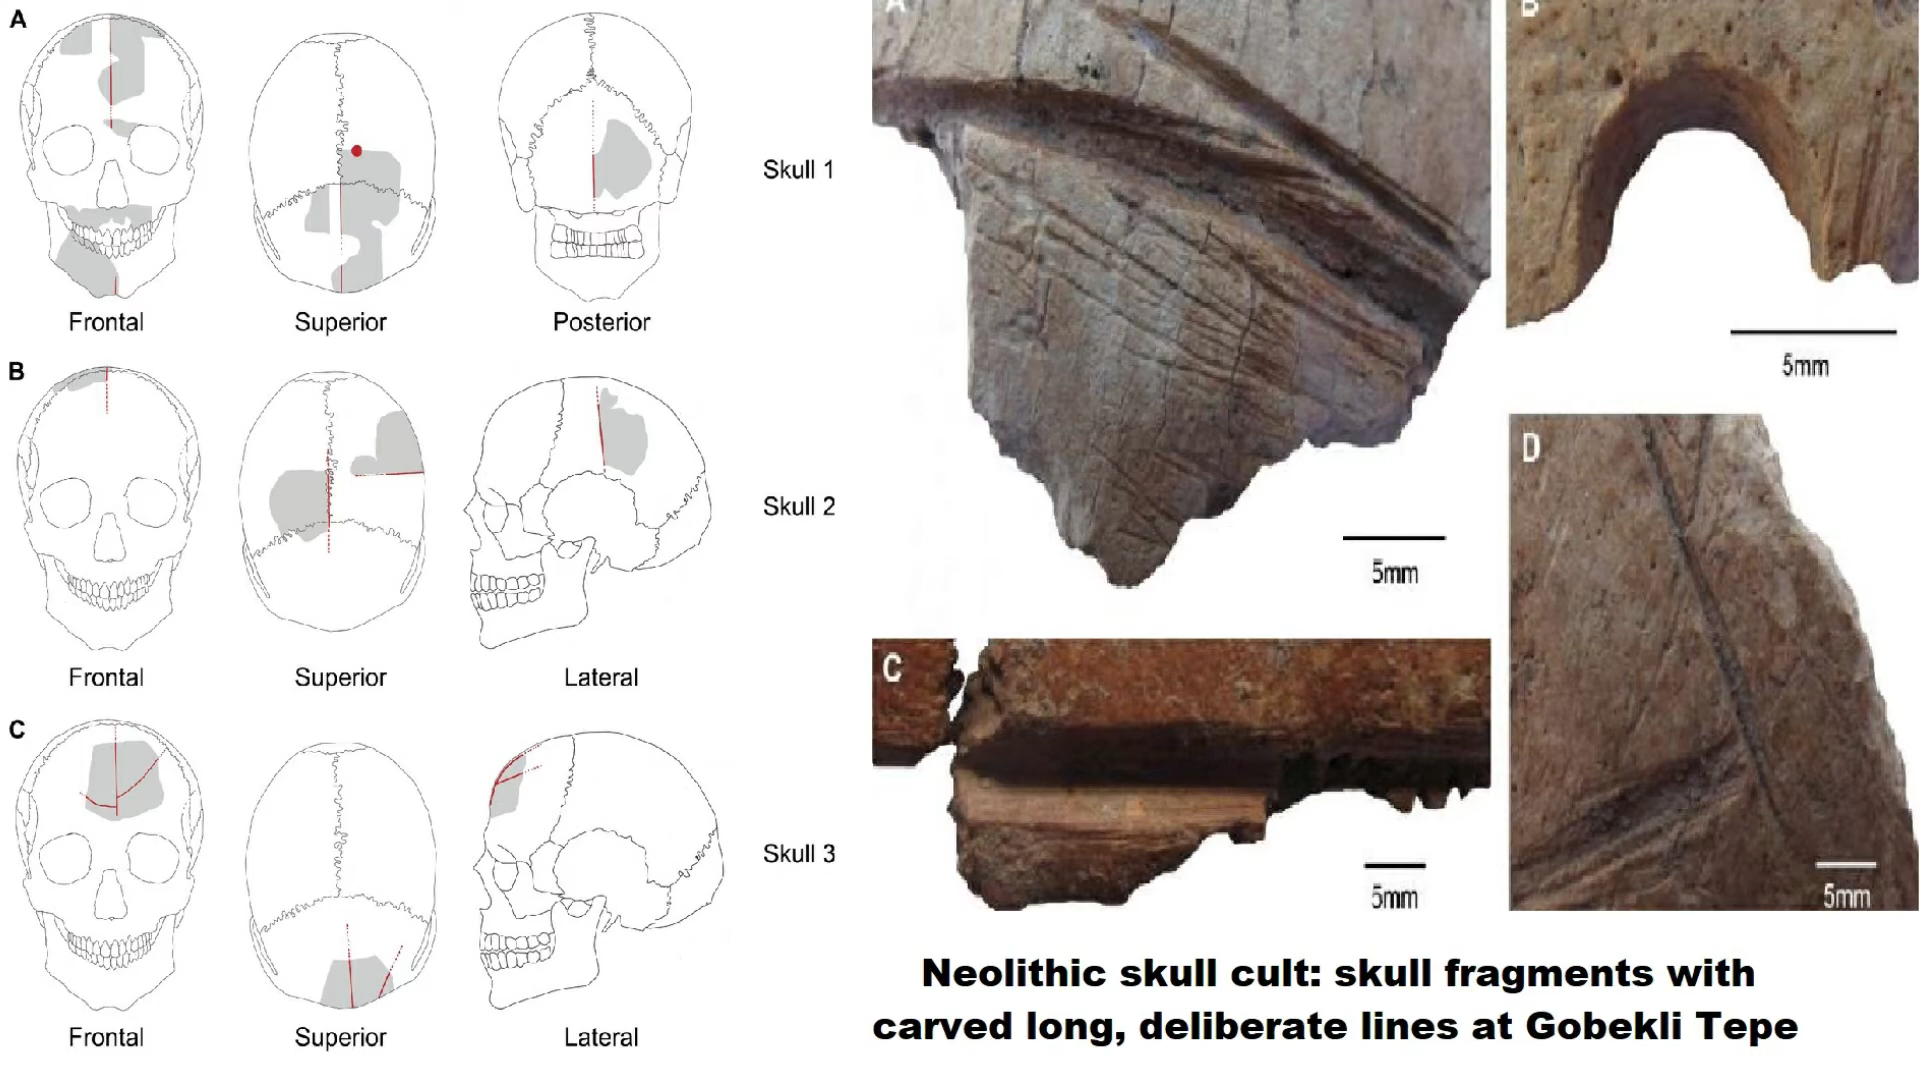 A
Skull 1
Frontal
Superior
Posterior
B
Skull 2
Frontal
Superior
Lateral
C
Skull 3
Frontal
Superior
Lateral
A
5mm
B
5mm
C
5mm
D
5mm
Neolithic skull cult: skull fragments with
carved long, deliberate lines at Gobekli Tepe